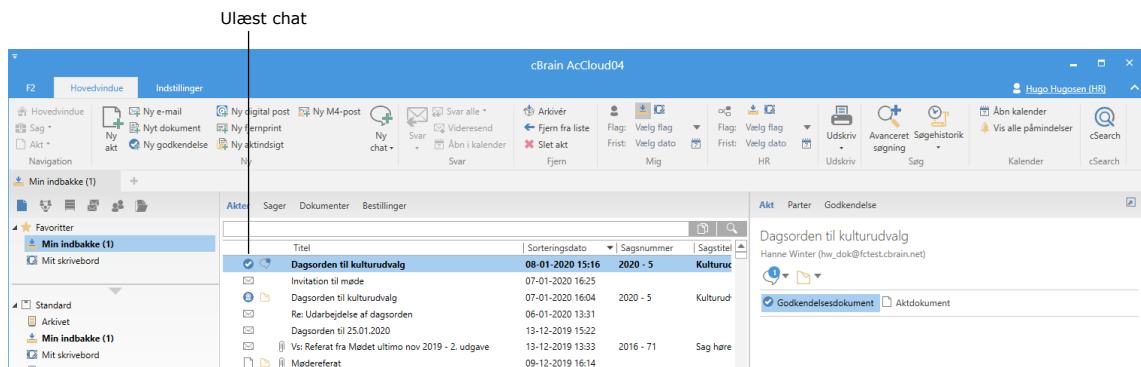 Ulæst chat
cBrain AcCloud04
F2 Hovedvindue Indstillinger Hugo Hugosen (HR)
Hovedvindue Ny e-mail Ny digital post Ny M4-post Svar alle Arkivér Åbn kalender
Sag Nyt dokument Ny fjernprint Videresend Fjern fra liste Flag: Vælg flag Flag: Vælg flag Vis alle påmindelser
Akt Ny akt Ny godkendelse Ny aktindsigt Ny chat Svar Åbn i kalender Slet akt Frist: Vælg dato Frist: Vælg dato Udskriv Avanceret søgning Søgehistorik cSearch
Navigation Ny Svar Fjern Mig HR Udskriv Søg Kalender cSearch
Min indbakke (1)
Akter Sager Dokumenter Bestillinger Akt Parter Godkendelse
Favoritter
Min indbakke (1)
Mit skrivebord
Standard
Arkivet
Min indbakke (1)
Mit skrivebord
Titel Sorteringsdato Sagsnummer Sagstitel
Dagsorden til kulturudvalg 08-01-2020 15:16 2020 - 5 Kulturud
Invitation til møde 07-01-2020 16:25
Dagsorden til kulturudvalg 07-01-2020 16:04 2020 - 5 Kulturud
Re: Udarbejdelse af dagsorden 06-01-2020 13:31
Dagsorden til 25.01.2020 13-12-2019 15:22
Vs: Referat fra Mødet ultimo nov 2019 - 2. udgave 13-12-2019 13:33 2016 - 71 Sag høre
Mødereferat 09-12-2019 16:14
Dagsorden til kulturudvalg
Hanne Winter (hw_dok@fctest.cbrain.net)
1
Godkendelsesdokument Aktdokument